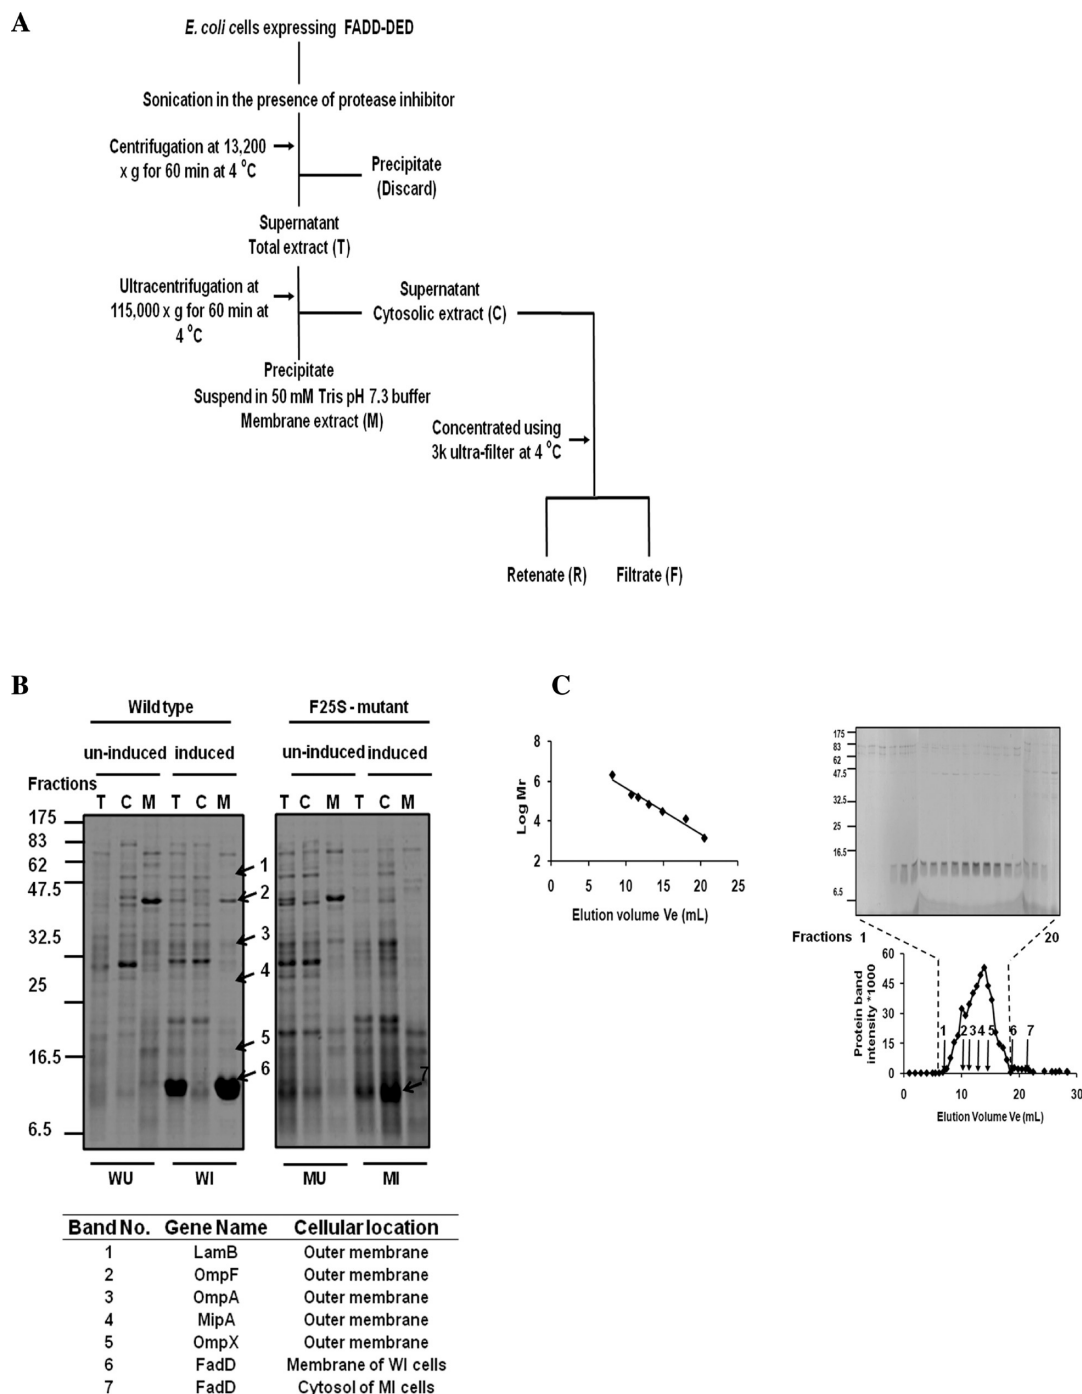 A
E. coli cells expressing FADD-DED
Sonication in the presence of protease inhibitor
Centrifugation at 13,200
x g for 60 min at 4 °C
Precipitate
(Discard)
Supernatant
Total extract (T)
Ultracentrifugation at
115,000 x g for 60 min at
4 °C
Supernatant
Cytosolic extract (C)
Precipitate
Suspend in 50 mM Tris pH 7.3 buffer
Membrane extract (M)
Concentrated using
3k ultra-filter at 4 °C
Retenate (R) Filtrate (F)
B
Wild type F25S - mutant
un-induced induced un-induced induced
Fractions
T C M T C M T C M T C M
175
83
62
47.5
32.5
25
16.5
6.5
1
2
3
4
5
6
7
WU WI MU MI
Band No. Gene Name Cellular location
1 LamB Outer membrane
2 OmpF Outer membrane
3 OmpA Outer membrane
4 MipA Outer membrane
5 OmpX Outer membrane
6 FadD Membrane of WI cells
7 FadD Cytosol of MI cells
C
Log Mr
8
6
4
2
0 5 10 15 20 25
Elution volume Ve (mL)
175
83
62
47.5
32.5
25
16.5
6.5
Fractions 1 20
Protein band
intensity *1000
60
45
30
15
0
1 2 3 4 5 6 7
0 10 20 30
Elution Volume Ve (mL)